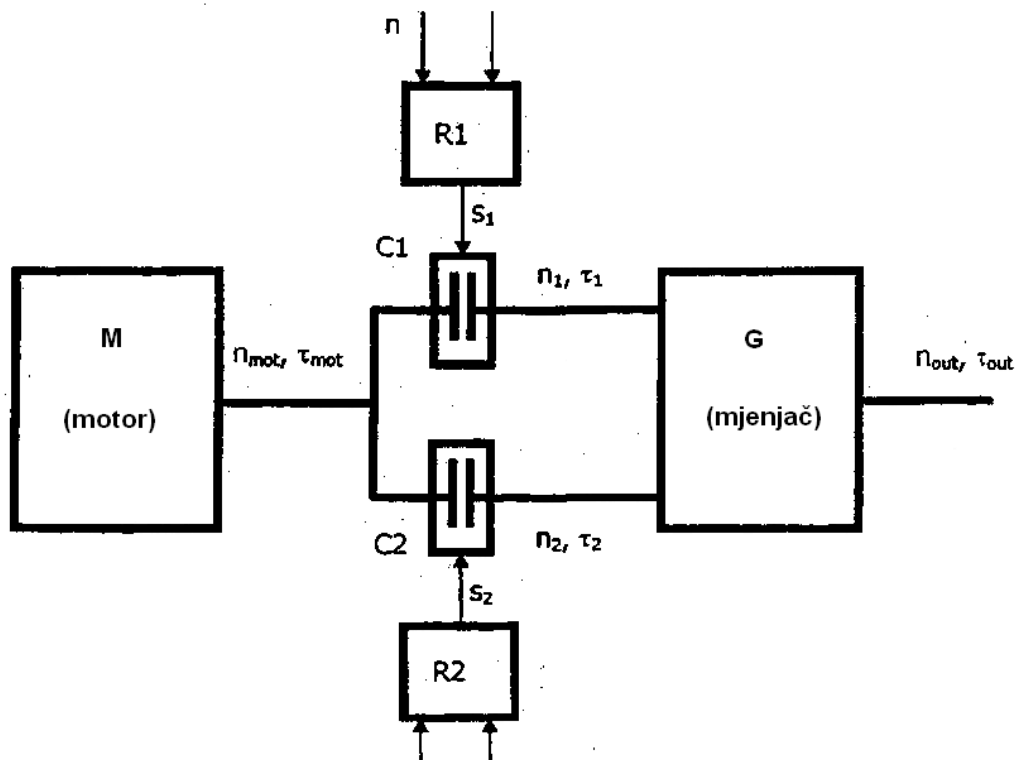 n
R1
s₁
C1
n₁, τ₁
M
(motor)
nmot, τmot
G
(mjenjač)
nout, τout
C2
n₂, τ₂
s₂
R2